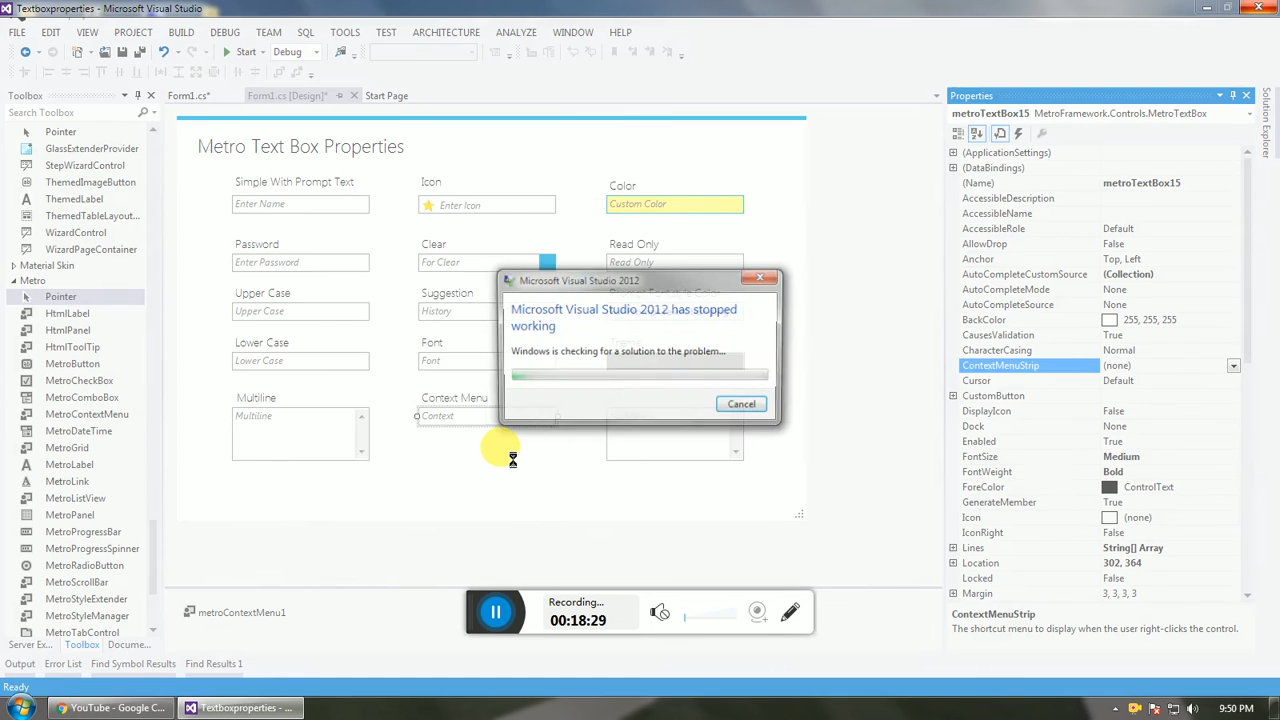 Textboxproperties - Microsoft Visual Studio
FILE EDIT VIEW PROJECT BUILD DEBUG TEAM SQL TOOLS TEST ARCHITECTURE ANALYZE WINDOW HELP
Start Debug
Toolbox
Form1.cs* Form1.cs [Design]* Start Page
Search Toolbox
Pointer
GlassExtenderProvider
StepWizardControl
ThemedImageButton
ThemedLabel
ThemedTableLayout...
WizardControl
WizardPageContainer
Material Skin
Metro
Pointer
HtmlLabel
HtmlPanel
HtmlToolTip
MetroButton
MetroCheckBox
MetroComboBox
MetroContextMenu
MetroDateTime
MetroGrid
MetroLabel
MetroLink
MetroListView
MetroPanel
MetroProgressBar
MetroProgressSpinner
MetroRadioButton
MetroScrollBar
MetroStyleExtender
MetroStyleManager
MetroTabControl
Server Ex... Toolbox Docume...
Metro Text Box Properties
Simple With Prompt Text Icon Color
Enter Name Enter Icon Custom Color
Password Clear Read Only
Enter Password For Clear Read Only
Upper Case Suggestion
Upper Case History
Lower Case Font
Lower Case Font
Multiline Context Menu
Multiline Context
Microsoft Visual Studio 2012
Microsoft Visual Studio 2012 has stopped
working
Windows is checking for a solution to the problem...
Cancel
metroContextMenu1
Recording...
00:18:29
Properties
metroTextBox15 MetroFramework.Controls.MetroTextBox
(ApplicationSettings)
(DataBindings)
(Name) metroTextBox15
AccessibleDescription
AccessibleName
AccessibleRole Default
AllowDrop False
Anchor Top, Left
AutoCompleteCustomSource (Collection)
AutoCompleteMode None
AutoCompleteSource None
BackColor 255, 255, 255
CausesValidation True
CharacterCasing Normal
ContextMenuStrip (none)
Cursor Default
CustomButton
DisplayIcon False
Dock None
Enabled True
FontSize Medium
FontWeight Bold
ForeColor ControlText
GenerateMember True
Icon (none)
IconRight False
Lines String[] Array
Location 302, 364
Locked False
Margin 3, 3, 3, 3
ContextMenuStrip
The shortcut menu to display when the user right-clicks the control.
Solution Explorer
Output Error List Find Symbol Results Find Results 1
Ready
YouTube - Google C... Textboxproperties - ... 9:50 PM